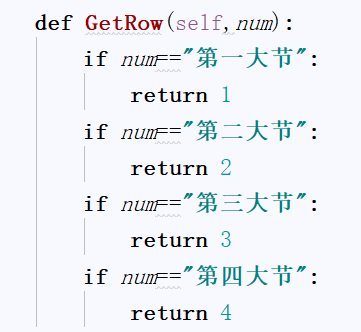 def GetRow(self,num):
if num=="第一大节":
return 1
if num=="第二大节":
return 2
if num=="第三大节":
return 3
if num=="第四大节":
return 4